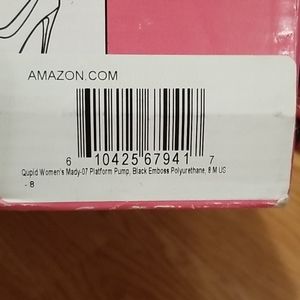 AMAZON.COM
6 10425 67941 7
Qupid Women's Mady-07 Platform Pump, Black Emboss Polyurethane, 8 M US
- 8